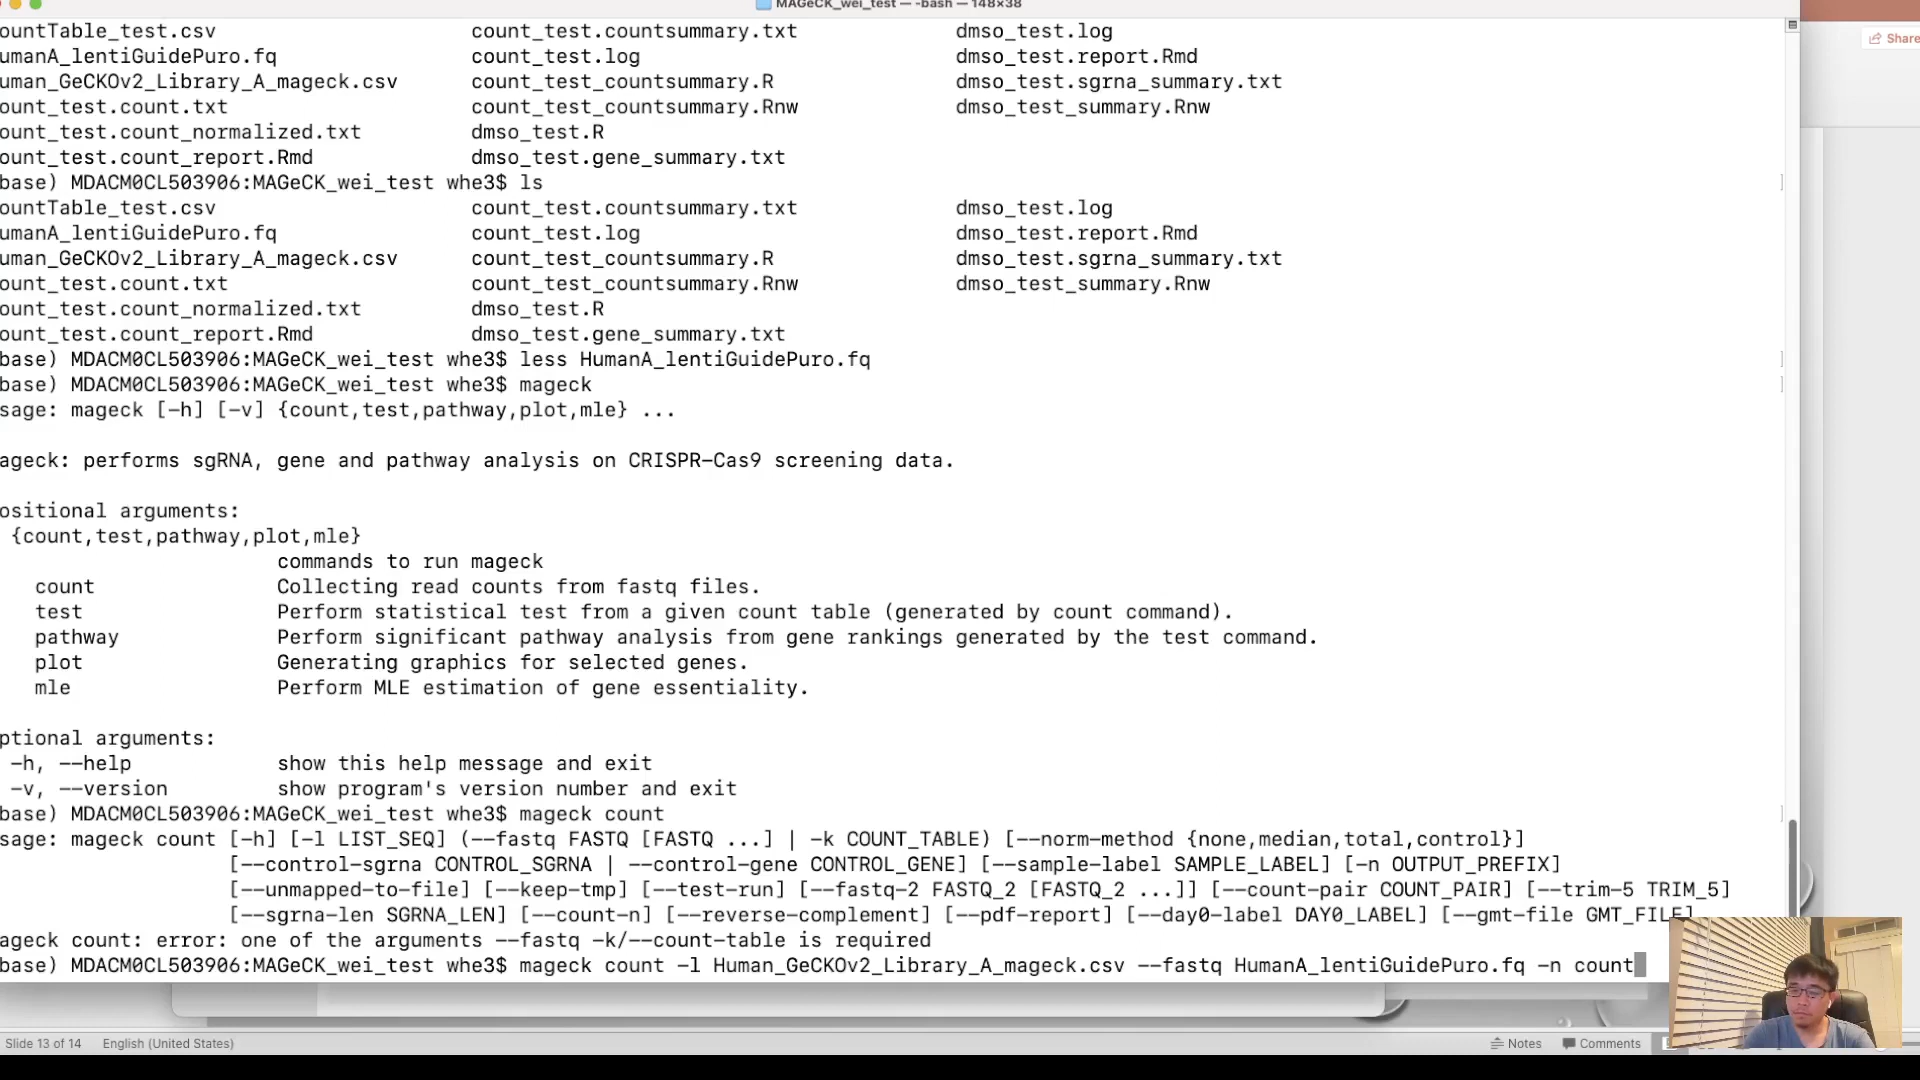 MAGeCK_wei_test — -bash — 148×38
Share
ountTable_test.csv count_test.countsummary.txt dmso_test.log
umanA_lentiGuidePuro.fq count_test.log dmso_test.report.Rmd
uman_GeCKOv2_Library_A_mageck.csv count_test_countsummary.R dmso_test.sgrna_summary.txt
ount_test.count.txt count_test_countsummary.Rnw dmso_test_summary.Rnw
ount_test.count_normalized.txt dmso_test.R
ount_test.count_report.Rmd dmso_test.gene_summary.txt
base) MDACM0CL503906:MAGeCK_wei_test whe3$ ls
ountTable_test.csv count_test.countsummary.txt dmso_test.log
umanA_lentiGuidePuro.fq count_test.log dmso_test.report.Rmd
uman_GeCKOv2_Library_A_mageck.csv count_test_countsummary.R dmso_test.sgrna_summary.txt
ount_test.count.txt count_test_countsummary.Rnw dmso_test_summary.Rnw
ount_test.count_normalized.txt dmso_test.R
ount_test.count_report.Rmd dmso_test.gene_summary.txt
base) MDACM0CL503906:MAGeCK_wei_test whe3$ less HumanA_lentiGuidePuro.fq
base) MDACM0CL503906:MAGeCK_wei_test whe3$ mageck
sage: mageck [-h] [-v] {count,test,pathway,plot,mle} ...
ageck: performs sgRNA, gene and pathway analysis on CRISPR-Cas9 screening data.
ositional arguments:
{count,test,pathway,plot,mle}
commands to run mageck
count Collecting read counts from fastq files.
test Perform statistical test from a given count table (generated by count command).
pathway Perform significant pathway analysis from gene rankings generated by the test command.
plot Generating graphics for selected genes.
mle Perform MLE estimation of gene essentiality.
ptional arguments:
-h, --help show this help message and exit
-v, --version show program's version number and exit
base) MDACM0CL503906:MAGeCK_wei_test whe3$ mageck count
sage: mageck count [-h] [-l LIST_SEQ] (--fastq FASTQ [FASTQ ...] | -k COUNT_TABLE) [--norm-method {none,median,total,control}]
[--control-sgrna CONTROL_SGRNA | --control-gene CONTROL_GENE] [--sample-label SAMPLE_LABEL] [-n OUTPUT_PREFIX]
[--unmapped-to-file] [--keep-tmp] [--test-run] [--fastq-2 FASTQ_2 [FASTQ_2 ...]] [--count-pair COUNT_PAIR] [--trim-5 TRIM_5]
[--sgrna-len SGRNA_LEN] [--count-n] [--reverse-complement] [--pdf-report] [--day0-label DAY0_LABEL] [--gmt-file GMT_FILE]
ageck count: error: one of the arguments --fastq -k/--count-table is required
base) MDACM0CL503906:MAGeCK_wei_test whe3$ mageck count -l Human_GeCKOv2_Library_A_mageck.csv --fastq HumanA_lentiGuidePuro.fq -n count
Slide 13 of 14 English (United States) Notes Comments